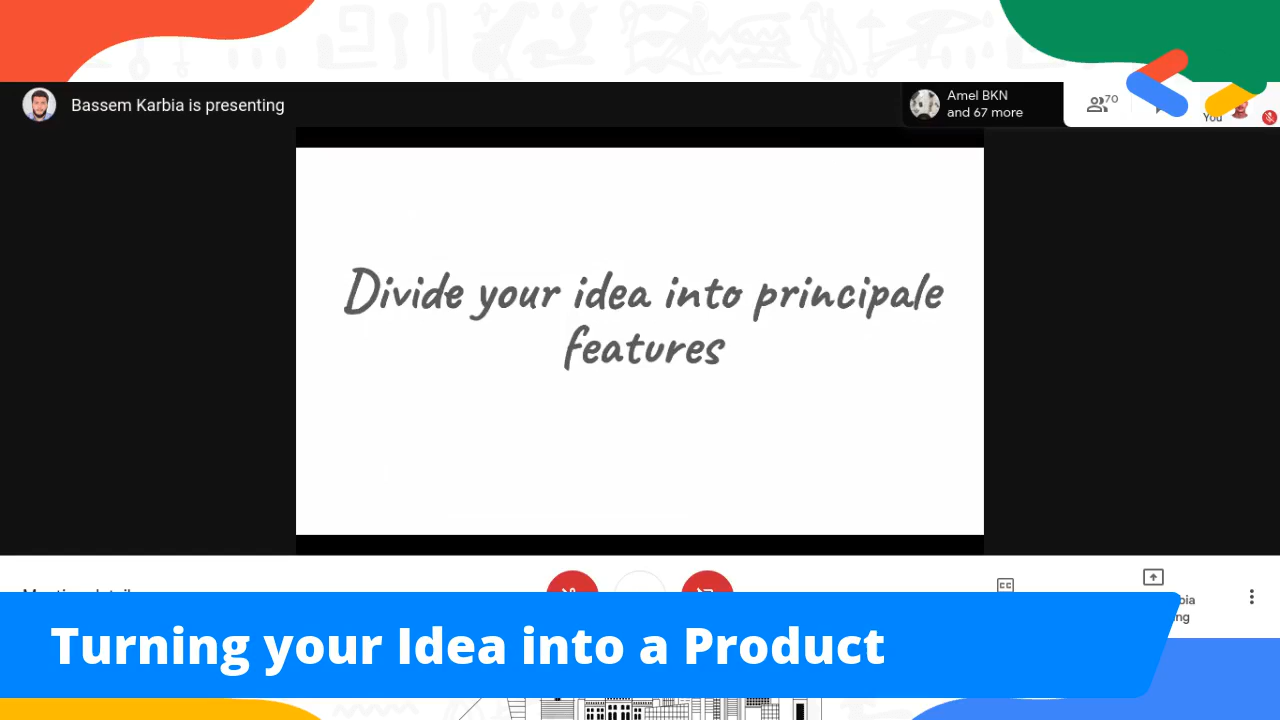 Bassem Karbia is presenting
Amel BKN
and 67 more
70
You
Divide your idea into principale
features
CC
Turning your Idea into a Product